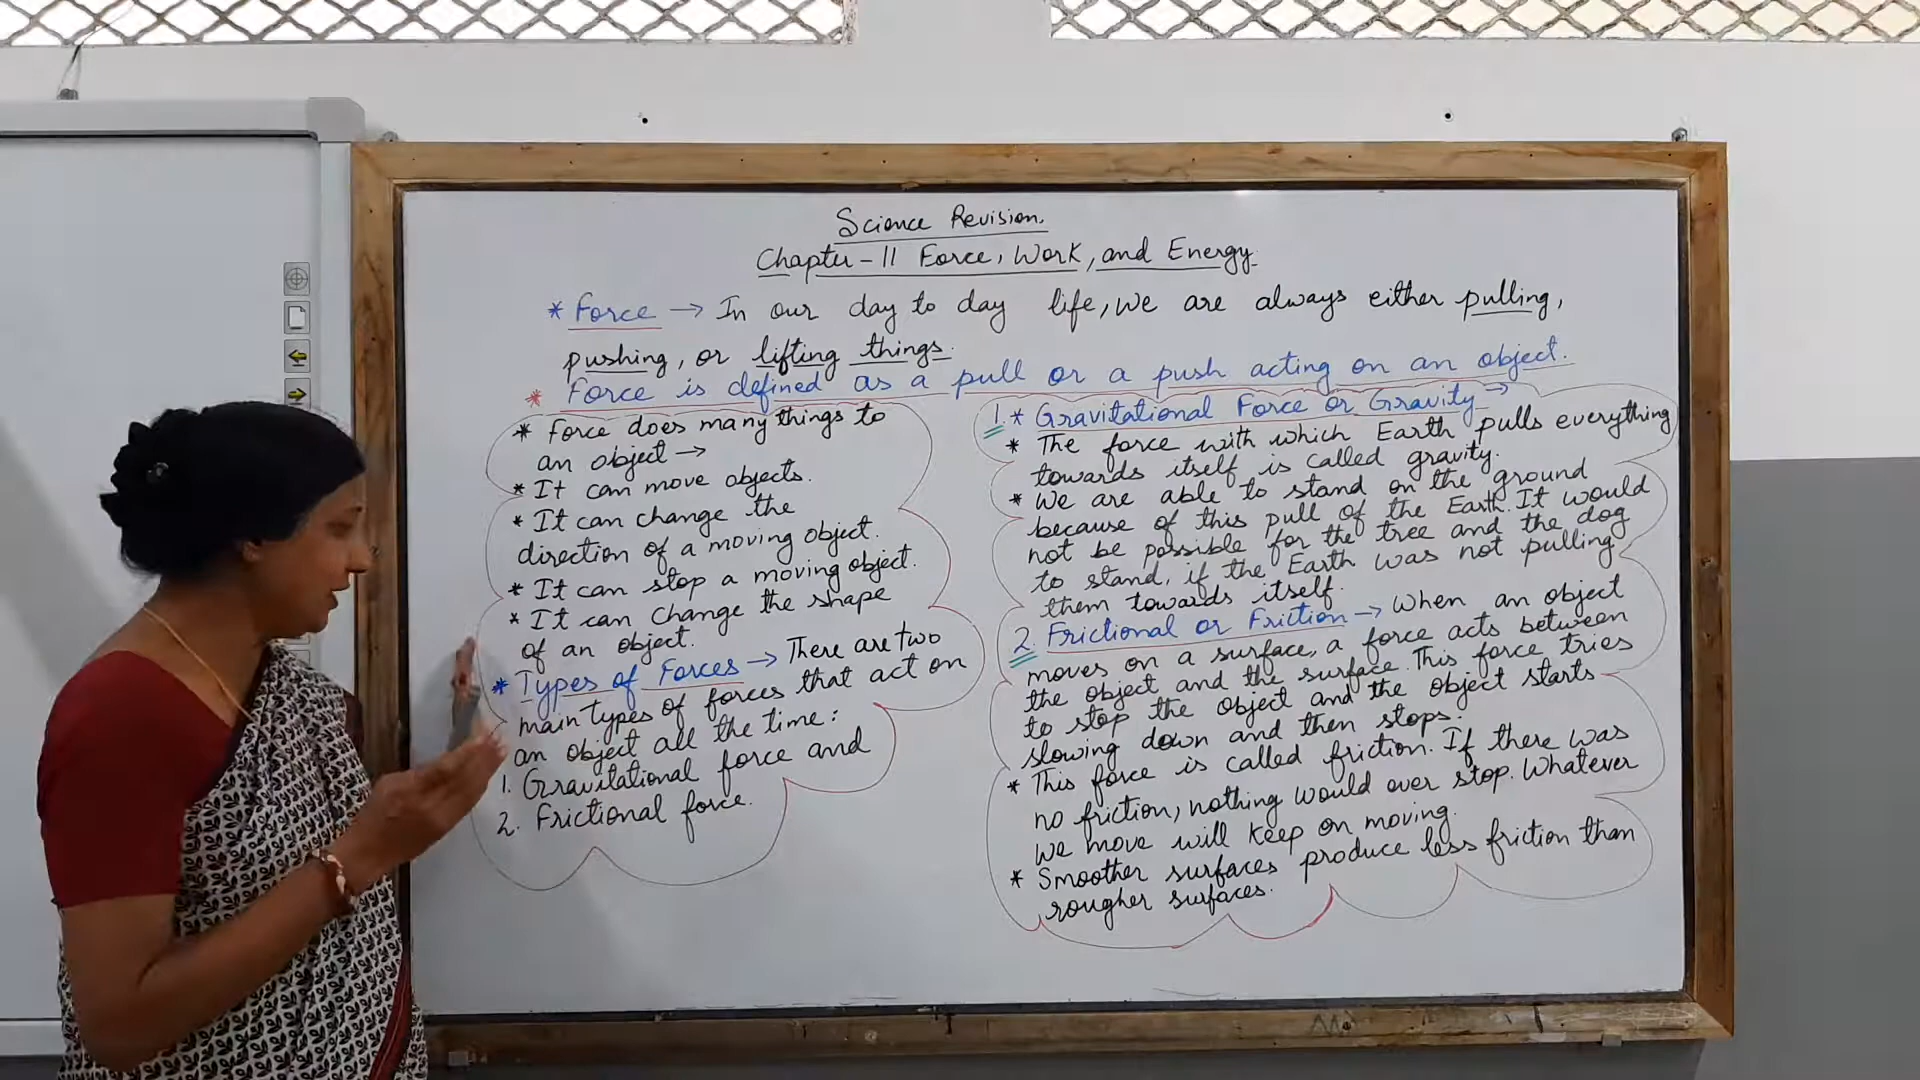 Science Revision.
Chapter-11 Force, Work, and Energy.
* Force → In our day to day life, we are always either pulling,
pushing, or lifting things.
* Force is defined as a pull or a push acting on an object.
* Force does many things to
an object →
* It can move objects.
* It can change the
direction of a moving object.
* It can stop a moving object.
* It can change the shape
of an object.
* Types of Forces → There are two
main types of forces that act on
an object all the time:
1. Gravitational force and
2. Frictional force.
1. * Gravitational Force or Gravity →
* The force with which Earth pulls everything
towards itself is called gravity.
* We are able to stand on the ground
because of this pull of the Earth. It would
not be possible for the tree and the dog
to stand, if the Earth was not pulling
them towards itself.
2. Frictional or Friction → When an object
moves on a surface, a force acts between
the object and the surface. This force tries
to stop the object and the object starts
slowing down and then stops.
* This force is called friction. If there was
no friction, nothing would ever stop. Whatever
we move will keep on moving.
* Smoother surfaces produce less friction than
rougher surfaces.